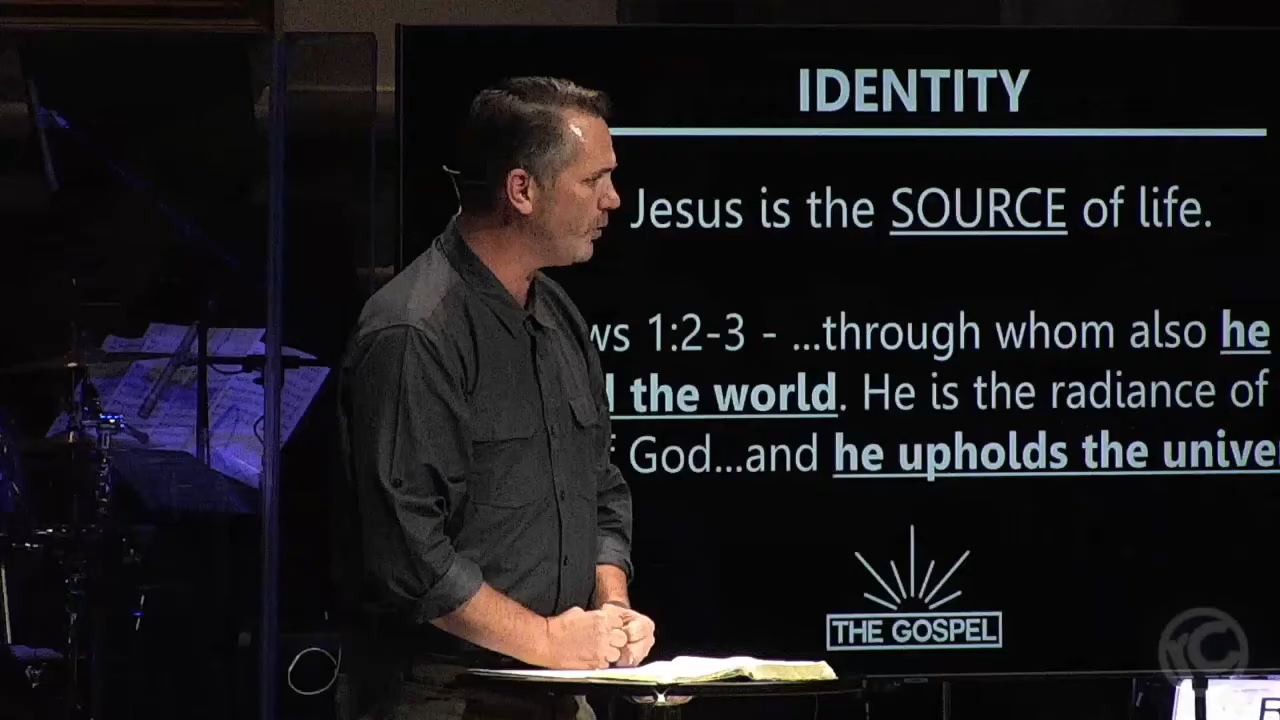 IDENTITY
Jesus is the SOURCE of life.
ws 1:2-3 - ...through whom also he
the world. He is the radiance of
God...and he upholds the unive
THE GOSPEL